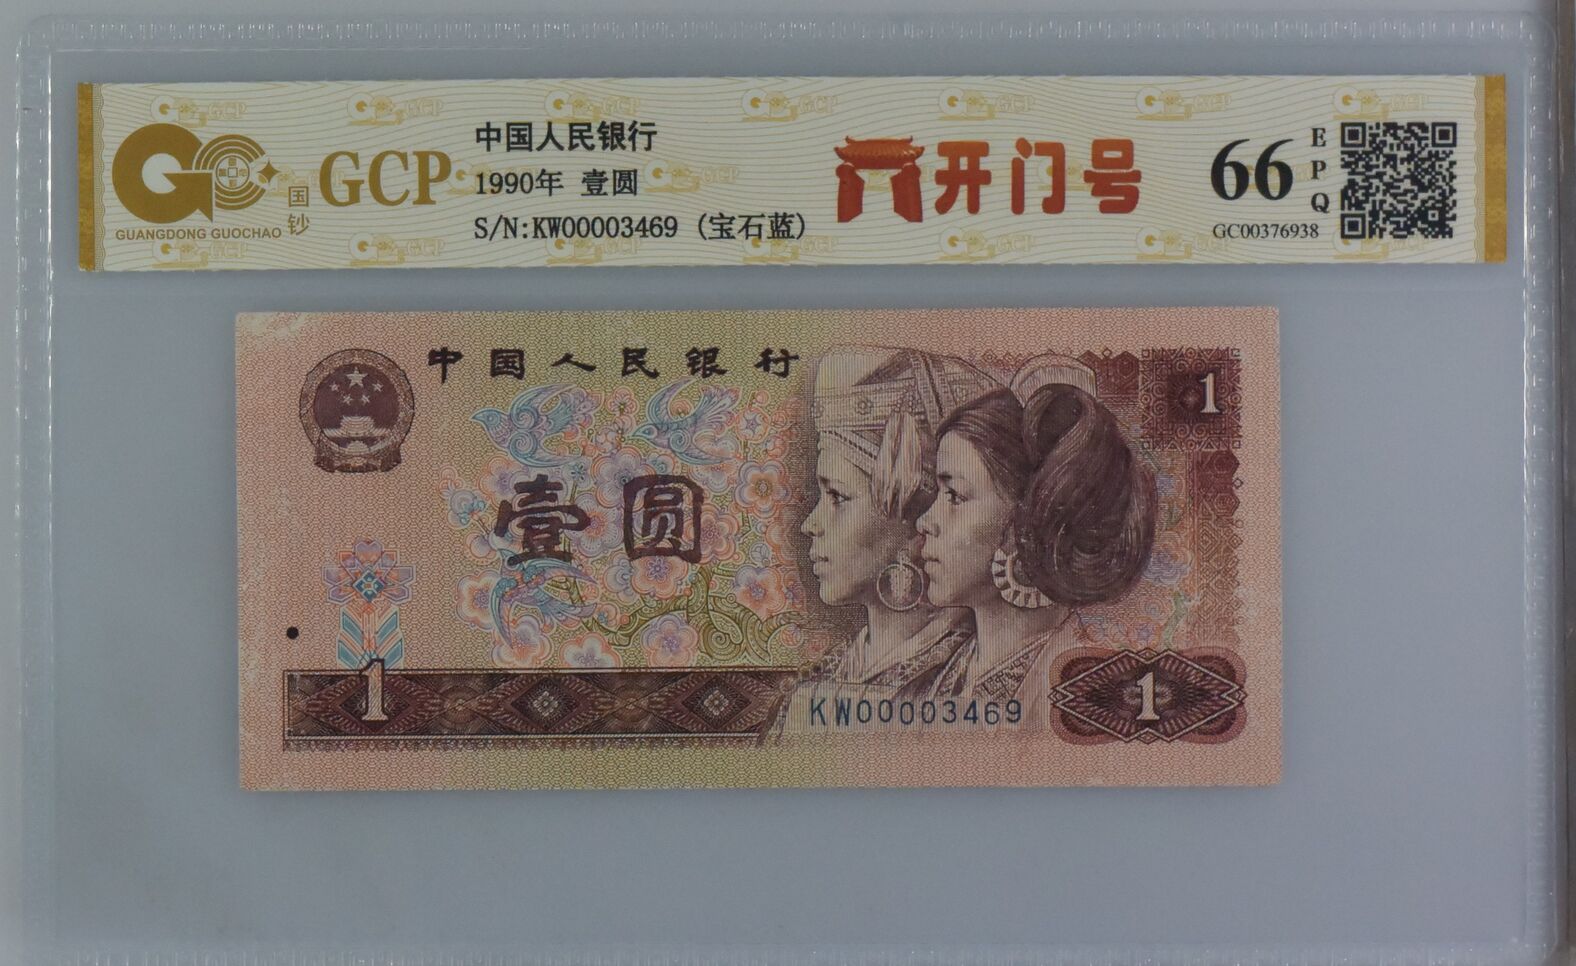 GUANGDONG GUOCHAO
国钞
GCP
中国人民银行
1990年 壹圆
S/N:KW00003469 (宝石蓝)
开门号
66
EPQ
GC00376938
中国人民银行
1
壹圆
1
KW00003469
1